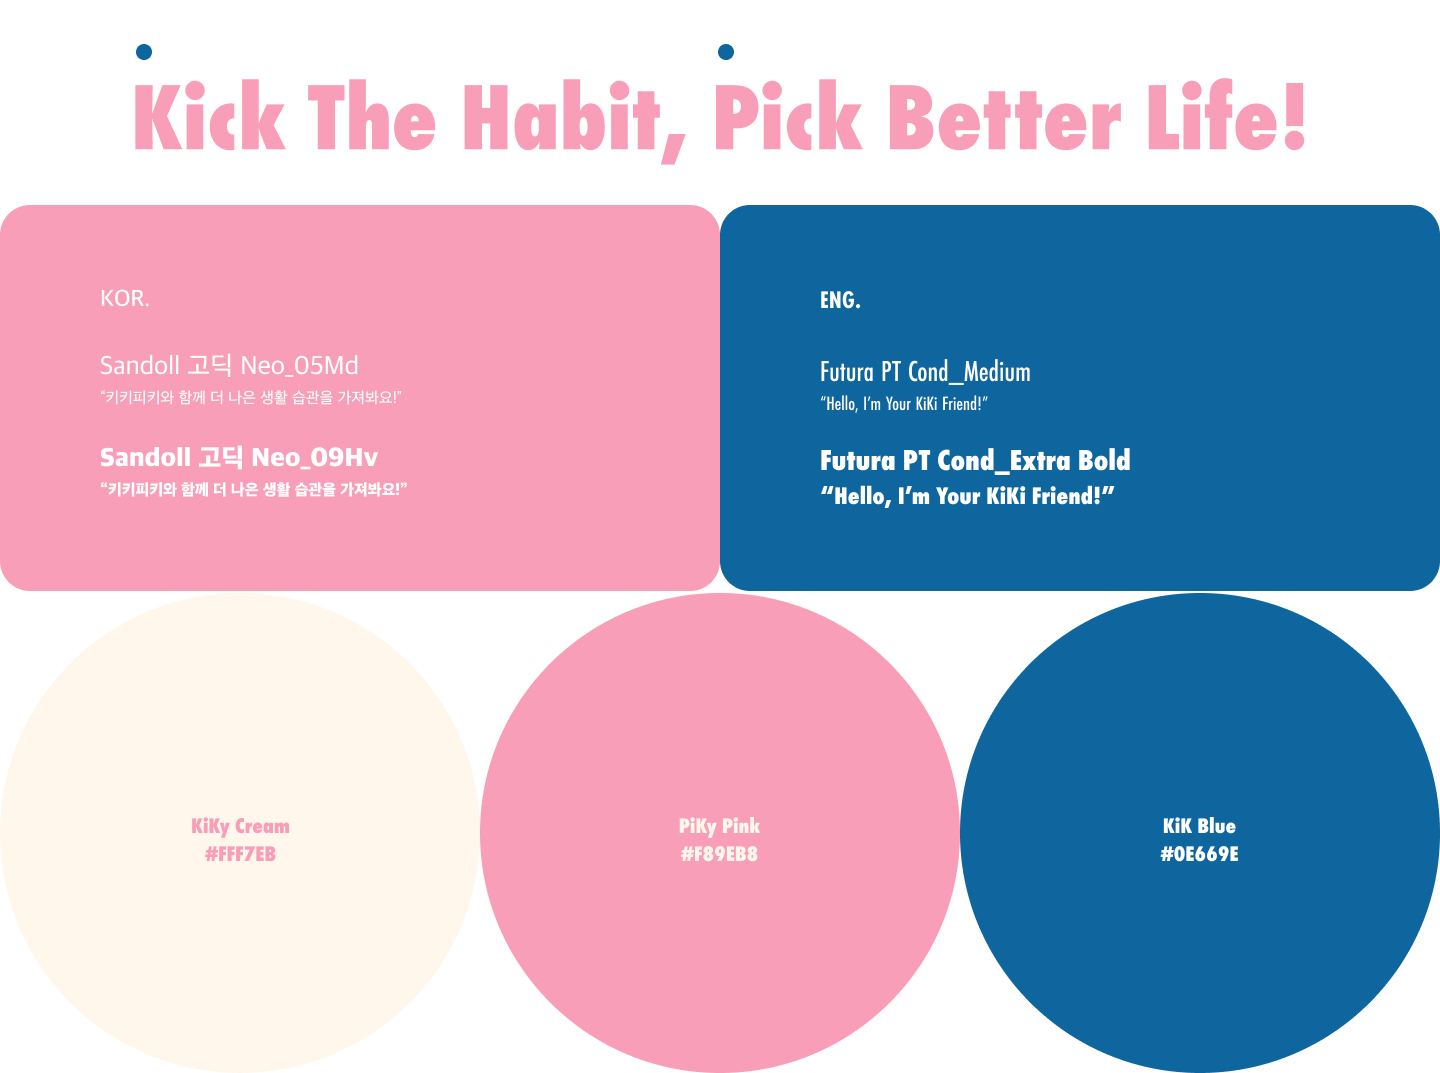 Kick The Habit, Pick Better Life!
KOR.
Sandoll 고딕 Neo_05Md
“키키피키와 함께 더 나은 생활 습관을 가져봐요!”
Sandoll 고딕 Neo_09Hv
“키키피키와 함께 더 나은 생활 습관을 가져봐요!”
ENG.
Futura PT Cond_Medium
“Hello, I’m Your KiKi Friend!”
Futura PT Cond_Extra Bold
“Hello, I’m Your KiKi Friend!”
KiKy Cream
#FFF7EB
PiKy Pink
#F89EB8
KiK Blue
#0E669E